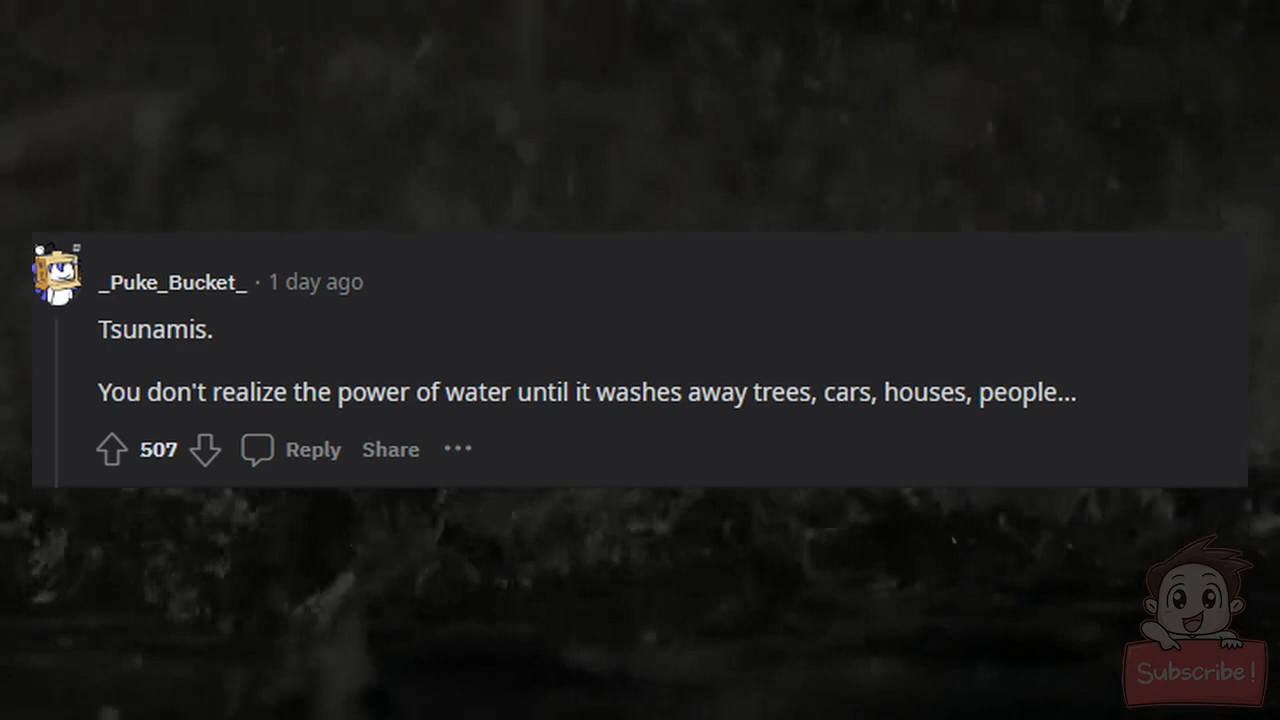 _Puke_Bucket_ · 1 day ago
Tsunamis.
You don't realize the power of water until it washes away trees, cars, houses, people...
507 Reply Share ···
Subscribe!